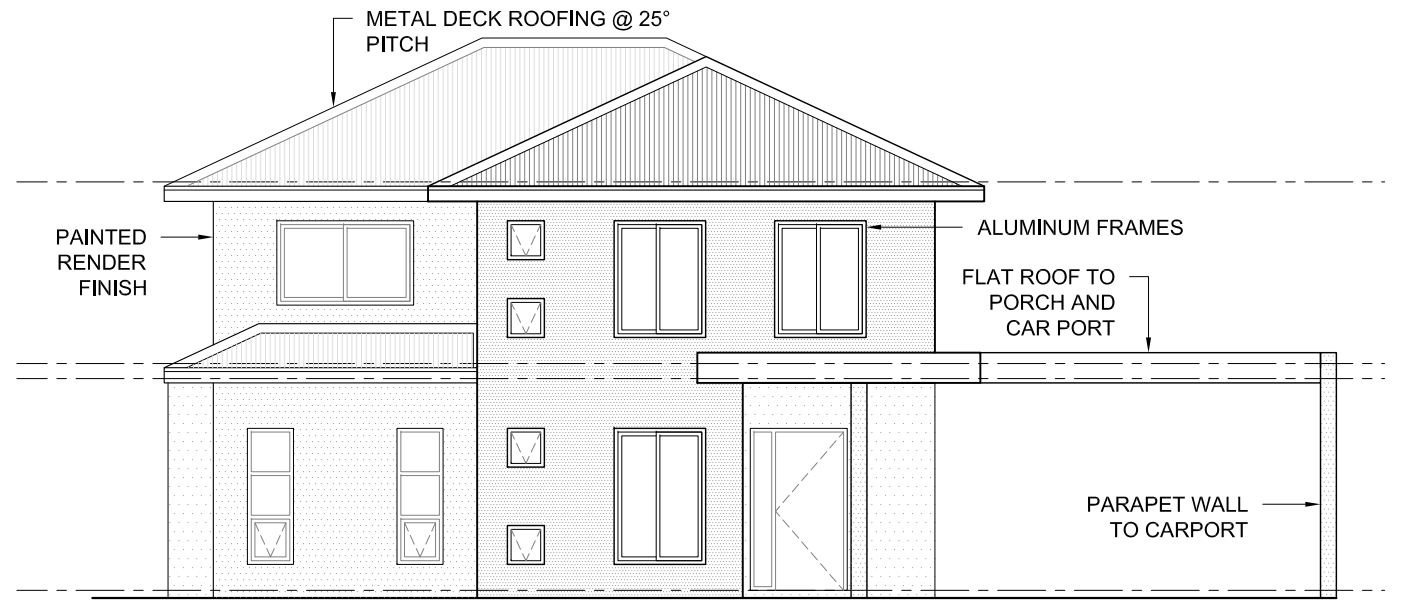 METAL DECK ROOFING @ 25°
PITCH
PAINTED
RENDER
FINISH
ALUMINUM FRAMES
FLAT ROOF TO
PORCH AND
CAR PORT
PARAPET WALL
TO CARPORT